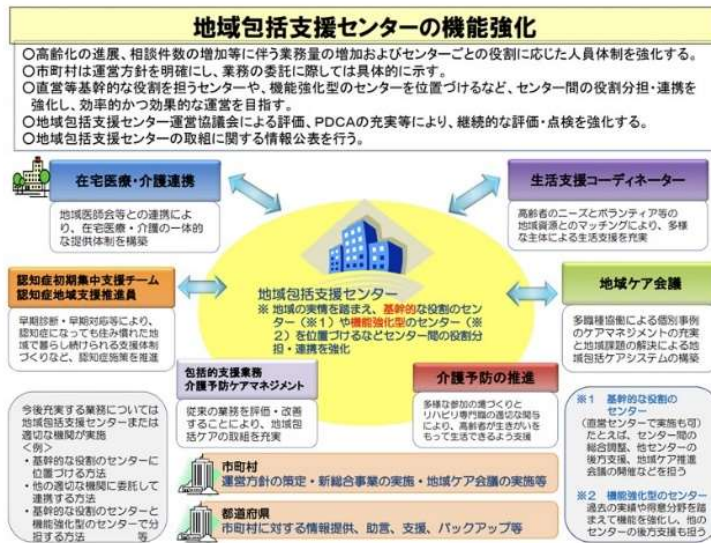 地域包括支援センターの機能強化
○高齢化の進展、相談件数の増加等に伴う業務量の増加およびセンターごとの役割に応じた人員体制を強化する。
○市町村は運営方針を明確にし、業務の委託に際しては具体的に示す。
○直営等基幹的な役割を担うセンターや、機能強化型のセンターを位置づけるなど、センター間の役割分担・連携を
強化し、効率的かつ効果的な運営を目指す。
○地域包括支援センター運営協議会による評価、PDCAの充実等により、継続的な評価・点検を強化する。
○地域包括支援センターの取組に関する情報公表を行う。
在宅医療・介護連携
地域医師会等との連携によ
り、在宅医療・介護の一体的
な提供体制を構築
生活支援コーディネーター
高齢者のニーズとボランティア等の
地域資源とのマッチングにより、多様
な主体による生活支援を充実
認知症初期集中支援チーム
認知症地域支援推進員
早期診断・早期対応等により、
認知症になっても住み慣れた地
域で暮らし続けられる支援体制
づくりなど、認知症施策を推進
地域包括支援センター
※ 地域の実情を踏まえ、基幹的な役割のセン
ター（※1）や機能強化型のセンター（※
2）を位置づけるなどセンター間の役割分
担・連携を強化
地域ケア会議
多職種協働による個別事例
のケアマネジメントの充実
と地域課題の解決による地
域包括ケアシステムの構築
包括的支援業務
介護予防ケアマネジメント
従来の業務を評価・改善
することにより、地域包
括ケアの取組を充実
介護予防の推進
多様な参加の場づくりと
リハビリ専門職の適切な関与
により、高齢者が生きがいを
もって生活できるよう支援
今後充実する業務については
地域包括支援センターまたは
適切な機関が実施
<例>
・基幹的な役割のセンターに
位置づける方法
・他の適切な機関に委託して
連携する方法
・基幹的な役割のセンターと
機能強化型のセンターで分
担する方法 等
市町村
運営方針の策定・新総合事業の実施・地域ケア会議の実施等
都道府県
市町村に対する情報提供、助言、支援、バックアップ等
※1 基幹的な役割の
センター
（直営センターで実施も可）
たとえば、センター間の
総合調整、他センターの
後方支援、地域ケア推進
会議の開催などを担う
※2 機能強化型のセンター
過去の実績や得意分野を踏
まえて機能を強化し、他の
センターの後方支援も担う